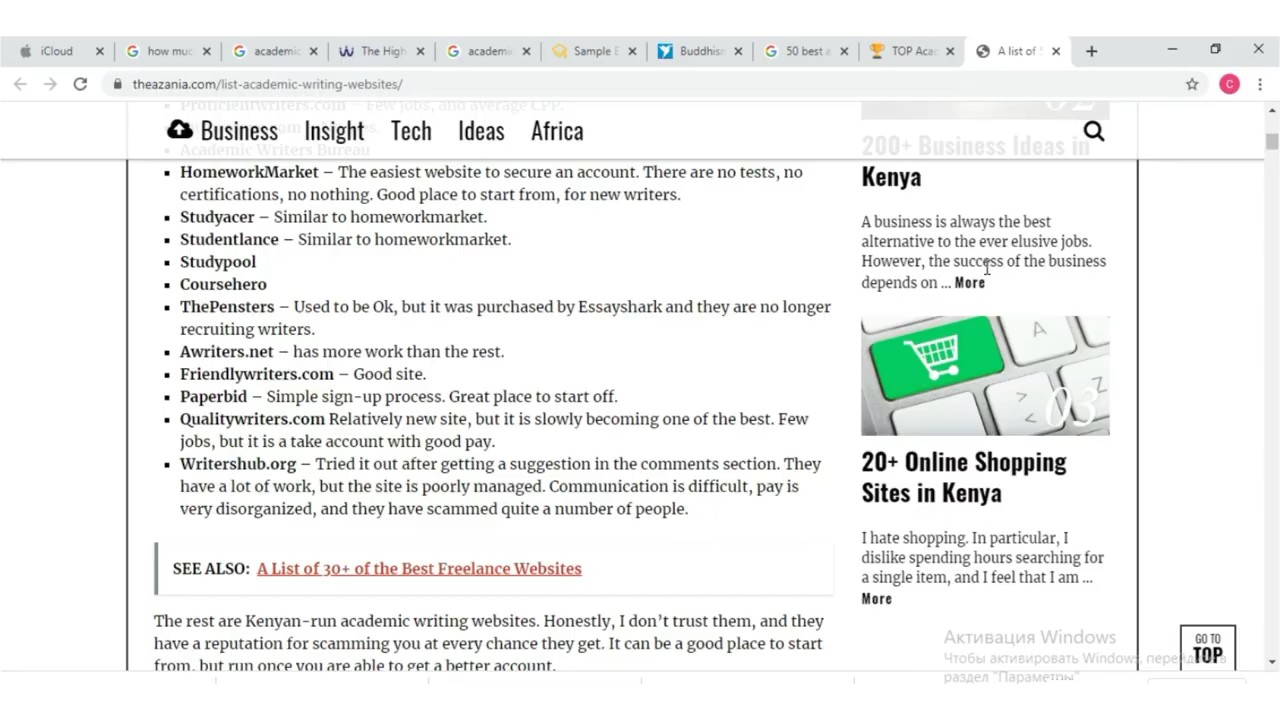 iCloud
how muc
academic
The High
academic
Sample E
Buddhism
50 best a
TOP Aca
A list of
theazania.com/list-academic-writing-websites/
C
Proficientwriters.com – Few jobs, and average CPP.
Business Insight Tech Ideas Africa
Academic Writers Bureau
HomeworkMarket – The easiest website to secure an account. There are no tests, no
certifications, no nothing. Good place to start from, for new writers.
Studyacer – Similar to homeworkmarket.
Studentlance – Similar to homeworkmarket.
Studypool
Coursehero
ThePensters – Used to be Ok, but it was purchased by Essayshark and they are no longer
recruiting writers.
Awriters.net – has more work than the rest.
Friendlywriters.com – Good site.
Paperbid – Simple sign-up process. Great place to start off.
Qualitywriters.com Relatively new site, but it is slowly becoming one of the best. Few
jobs, but it is a take account with good pay.
Writershub.org – Tried it out after getting a suggestion in the comments section. They
have a lot of work, but the site is poorly managed. Communication is difficult, pay is
very disorganized, and they have scammed quite a number of people.
SEE ALSO: A List of 30+ of the Best Freelance Websites
The rest are Kenyan-run academic writing websites. Honestly, I don't trust them, and they
have a reputation for scamming you at every chance they get. It can be a good place to start
from, but run once you are able to get a better account.
02
200+ Business Ideas in
Kenya
A business is always the best
alternative to the ever elusive jobs.
However, the success of the business
depends on ... More
A
Z
03
20+ Online Shopping
Sites in Kenya
I hate shopping. In particular, I
dislike spending hours searching for
a single item, and I feel that I am ...
More
GO TO
TOP
Активация Windows
Чтобы активировать Windows, перейдите в
раздел "Параметры"